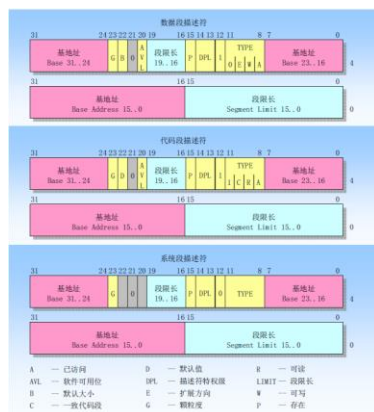 数据段描述符
31 24 23 22 21 20 19 16 15 14 13 12 11 8 7 0
基地址 Base 31..24 G B 0 AVL 段限长 19..16 P DPL 1 TYPE 0 E W A 基地址 Base 23..16 4
31 16 15 0
基地址 Base Address 15..0 段限长 Segment Limit 15..0 0
代码段描述符
31 24 23 22 21 20 19 16 15 14 13 12 11 8 7 0
基地址 Base 31..24 G D 0 AVL 段限长 19..16 P DPL 1 TYPE 1 C R A 基地址 Base 23..16 4
31 16 15 0
基地址 Base Address 15..0 段限长 Segment Limit 15..0 0
系统段描述符
31 24 23 22 21 20 19 16 15 14 13 12 11 8 7 0
基地址 Base 31..24 G 0 段限长 19..16 P DPL 0 TYPE 基地址 Base 23..16 4
31 16 15 0
基地址 Base Address 15..0 段限长 Segment Limit 15..0 0
A — 已访问 D — 默认值 R — 可读
AVL — 软件可用位 DPL — 描述符特权级 LIMIT — 段限长
B — 默认大小 E — 扩展方向 W — 可写
C — 一致代码段 G — 颗粒度 P — 存在